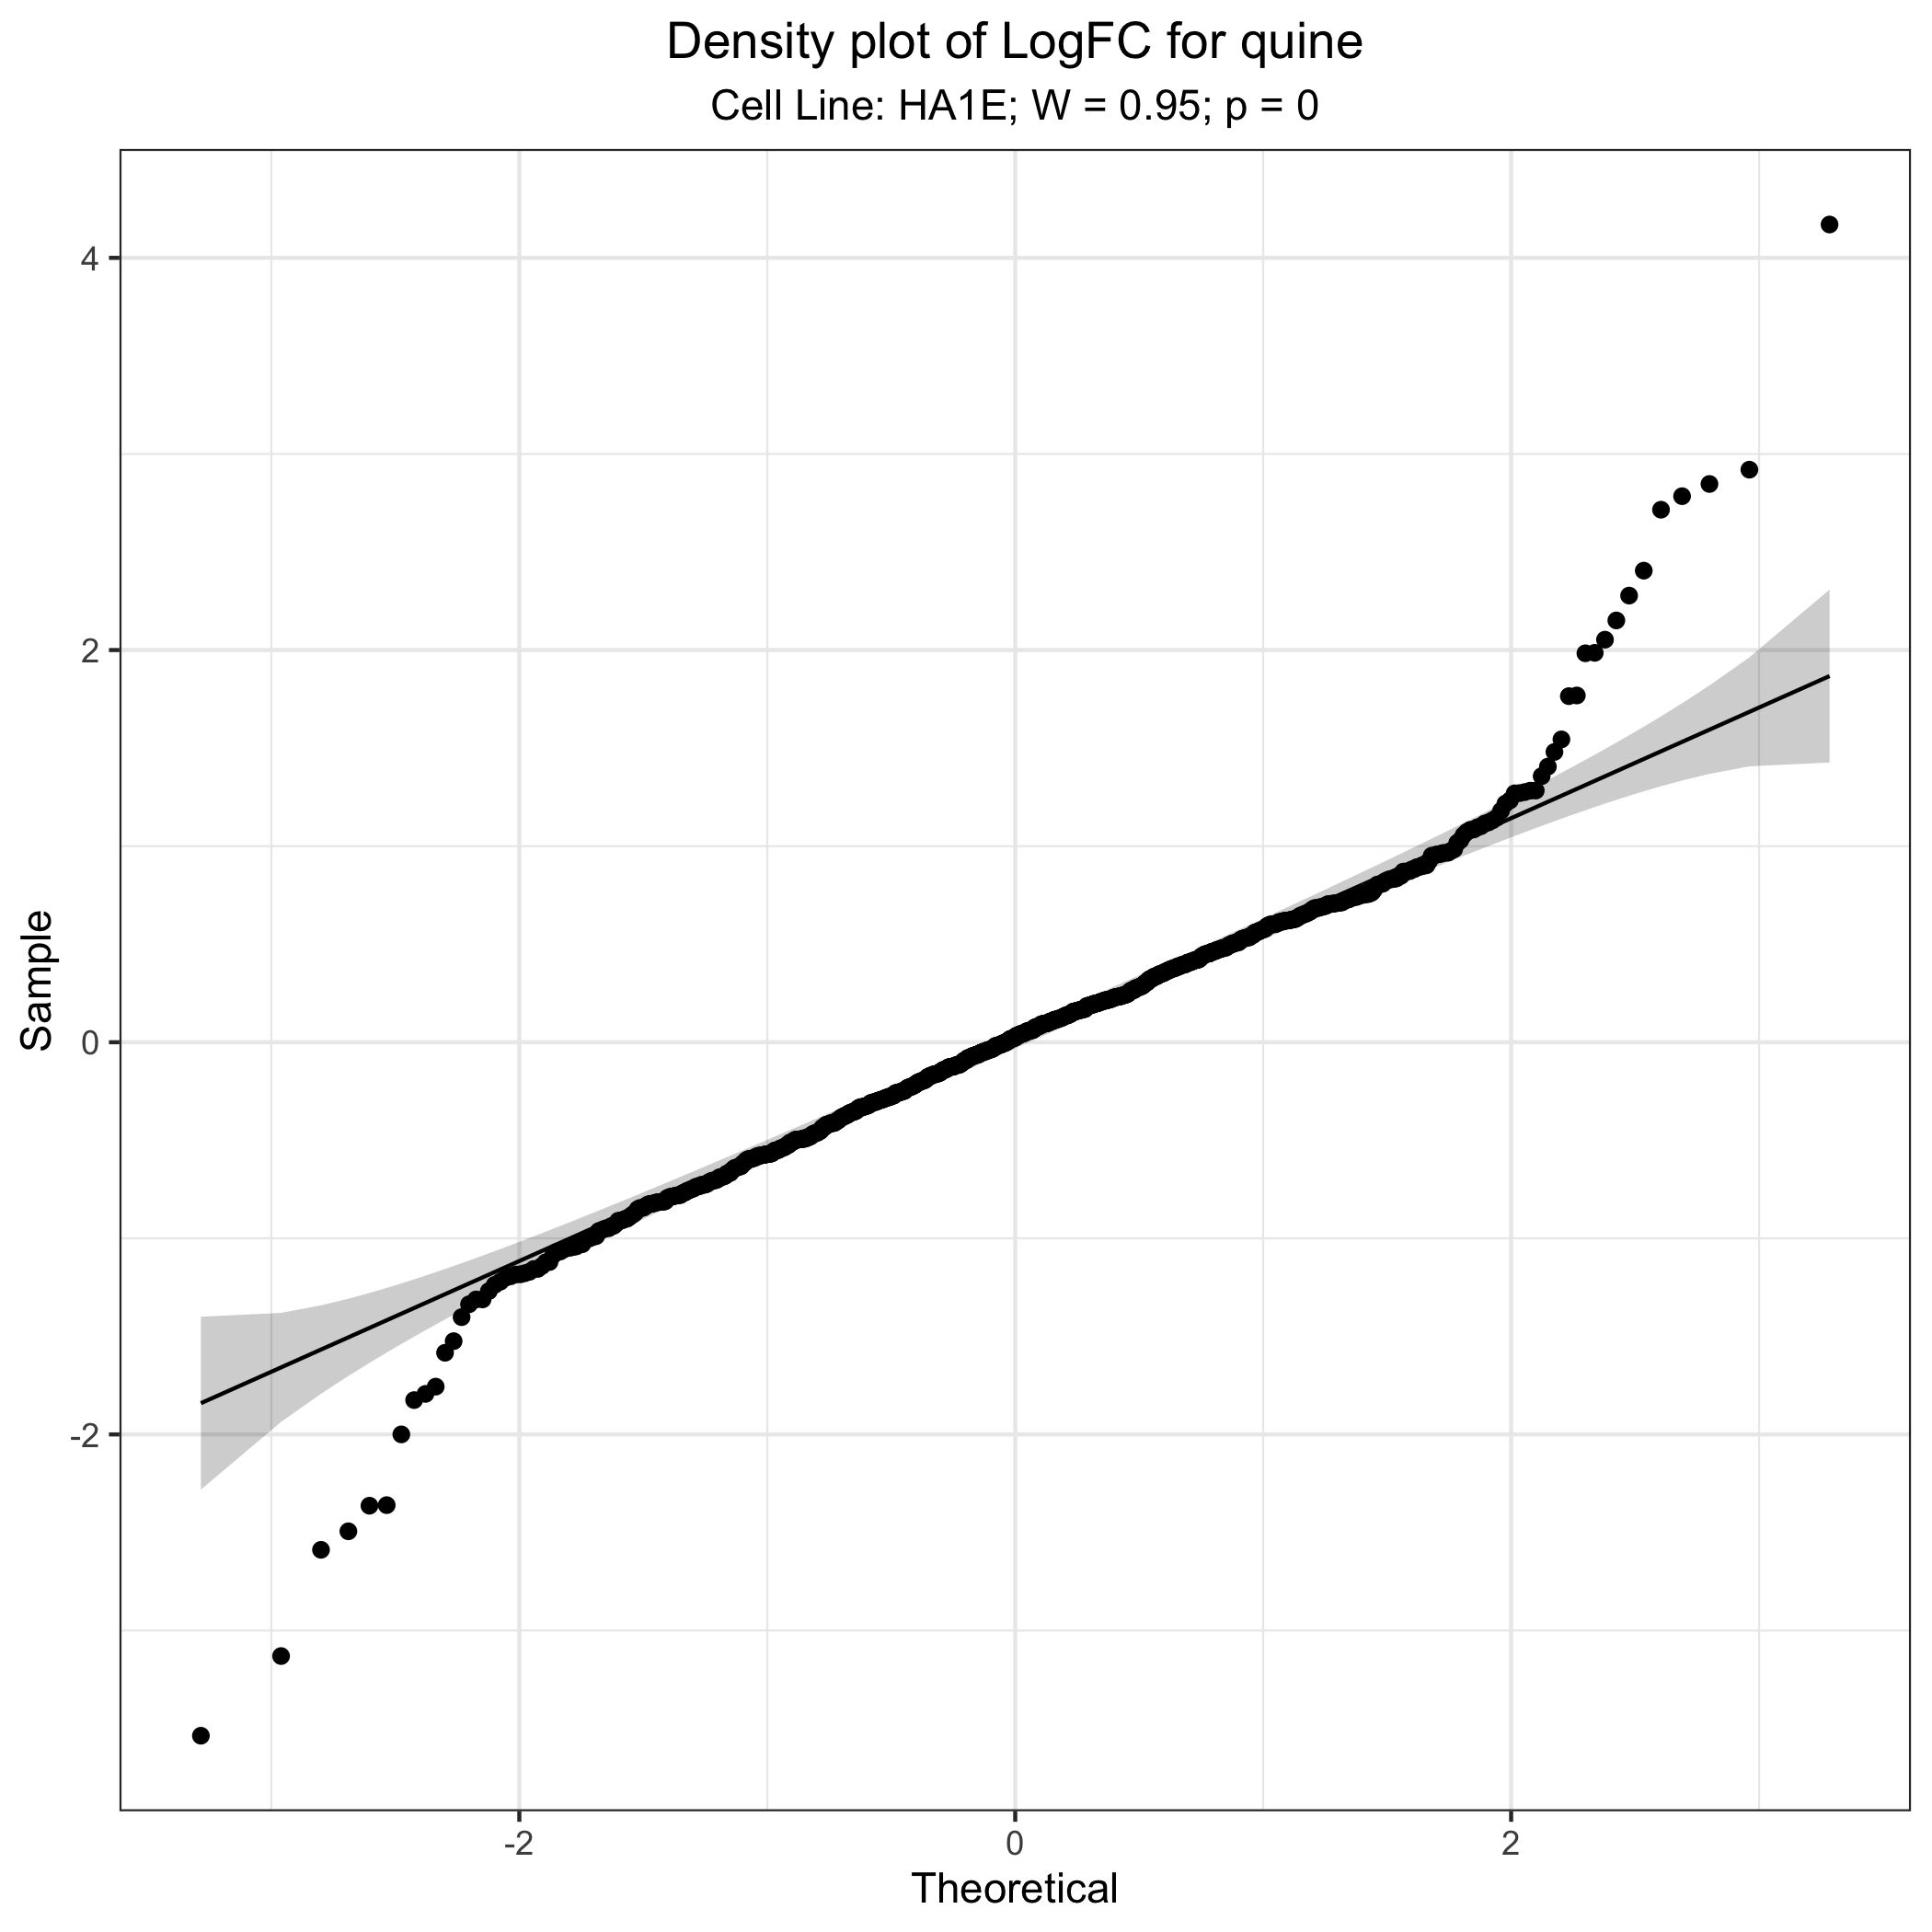 Density plot of LogFC for quine
Cell Line: HA1E; W = 0.95; p = 0
4
2
0
-2
Sample
-2
0
2
Theoretical